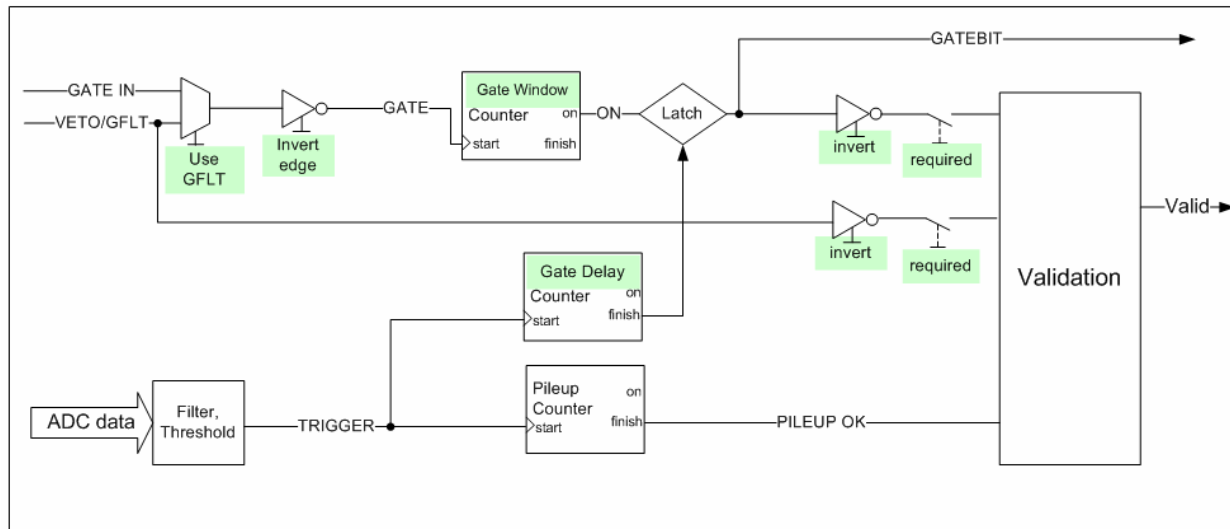 GATEBIT
GATE IN
VETO/GFLT
Use
GFLT
Invert
edge
GATE
Gate Window
Counter
on
start
finish
ON
Latch
invert
required
invert
required
Gate Delay
Counter
on
finish
start
Validation
Valid
ADC data
Filter,
Threshold
TRIGGER
Pileup
Counter
on
finish
start
PILEUP OK